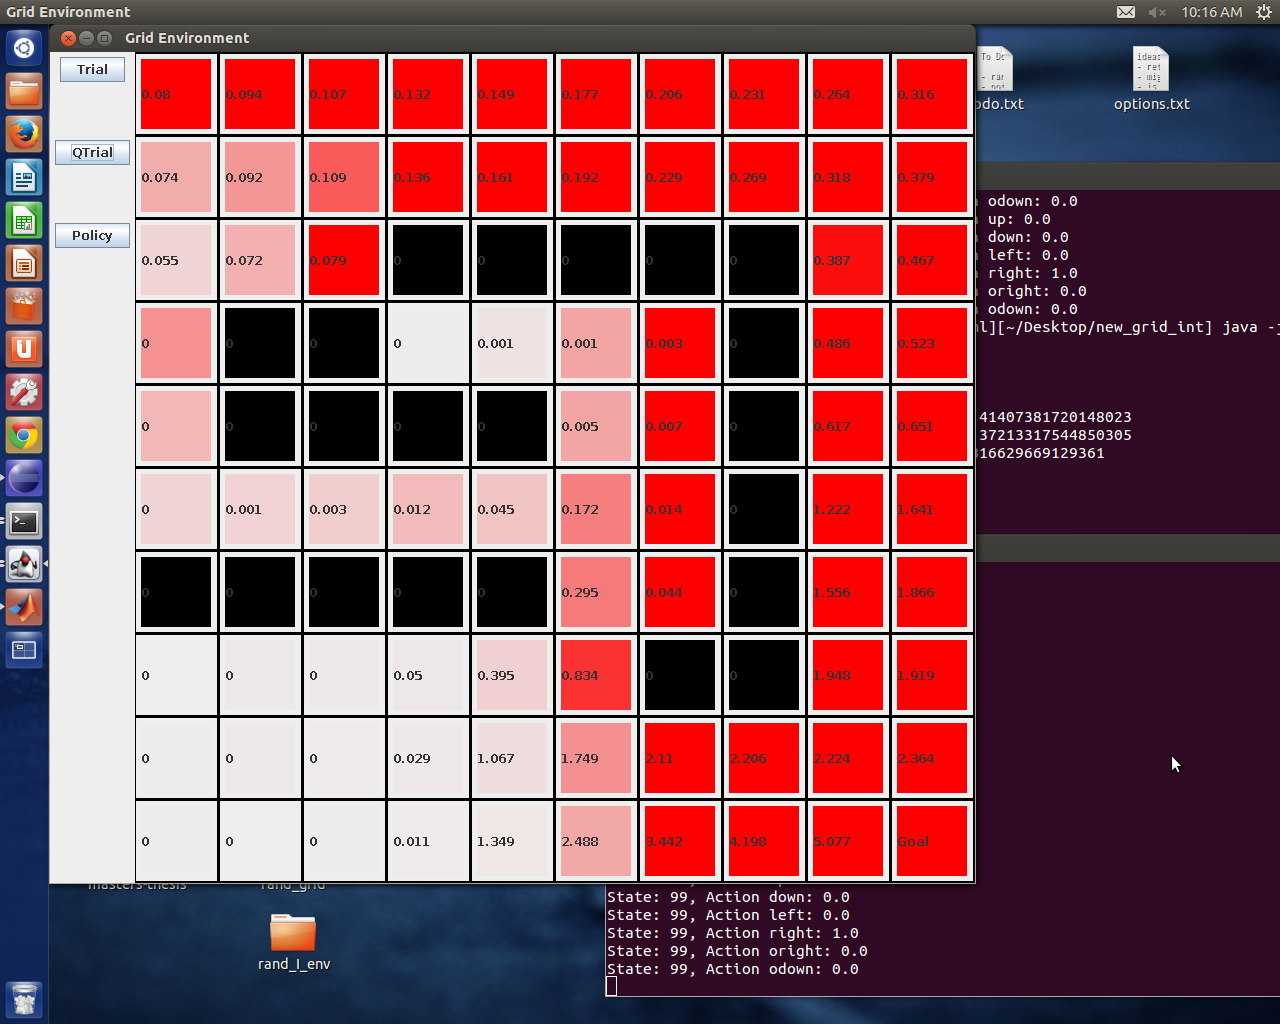 Grid Environment
10:16 AM
Grid Environment
Trial
QTrial
Policy
0.08 0.094 0.107 0.132 0.149 0.177 0.206 0.231 0.264 0.316
0.074 0.092 0.109 0.136 0.161 0.192 0.229 0.269 0.318 0.379
0.055 0.072 0.079 0 0 0 0 0 0.387 0.467
0 0 0 0 0.001 0.001 0.003 0 0.486 0.523
0 0 0 0 0 0.005 0.007 0 0.617 0.651
0 0.001 0.003 0.012 0.045 0.172 0.014 0 1.222 1.641
0 0 0 0 0 0.295 0.044 0 1.556 1.866
0 0 0 0.05 0.395 0.834 0 0 1.948 1.919
0 0 0 0.029 1.067 1.749 2.11 2.206 2.224 2.364
0 0 0 0.011 1.349 2.488 3.442 4.198 5.077 Goal
To Do
- rar
ideas
- ret
- mig
- is
odo.txt
options.txt
odown: 0.0
up: 0.0
down: 0.0
left: 0.0
right: 1.0
oright: 0.0
odown: 0.0
][~/Desktop/new_grid_int] java -j
41407381720148023
37213317544850305
316629669129361
masters-thesis
rand_grid
rand_I_env
State: 99, Action down: 0.0
State: 99, Action left: 0.0
State: 99, Action right: 1.0
State: 99, Action oright: 0.0
State: 99, Action odown: 0.0